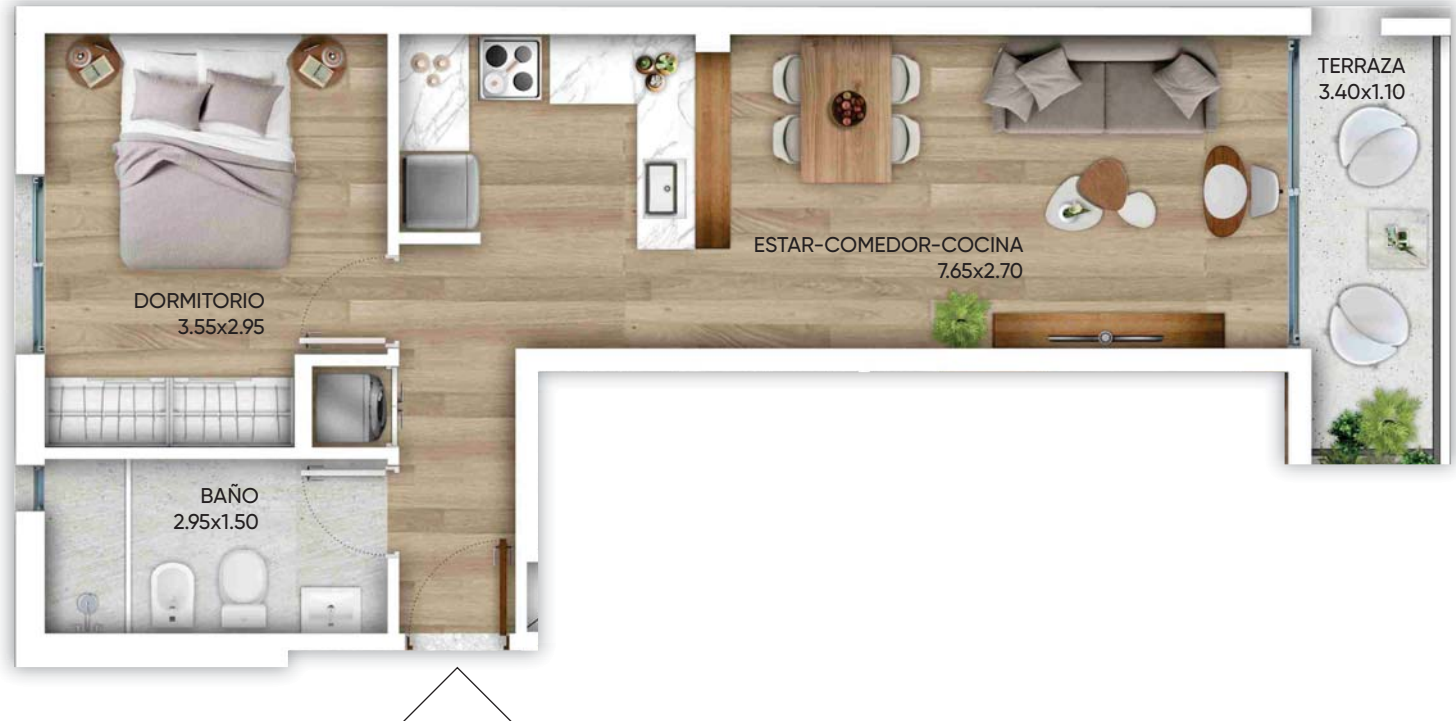 TERRAZA
3.40x1.10
ESTAR-COMEDOR-COCINA
7.65x2.70
DORMITORIO
3.55x2.95
BAÑO
2.95x1.50